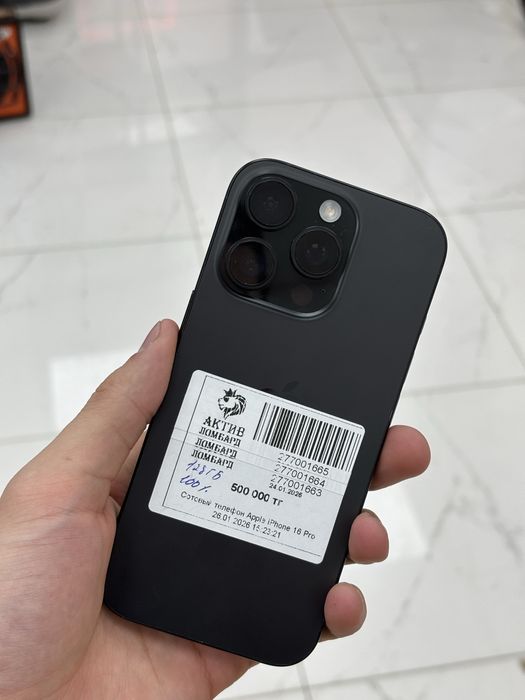 АКТИВ
ЛОМБАРД
ЛОМБАРД
ЛОМБАРД
128ГБ
100%
277001665
277001664
277001663
24.01.2026
500 000 тг
Сотовый телефон Apple iPhone 16 Pro
26.01.2026 15:23:21